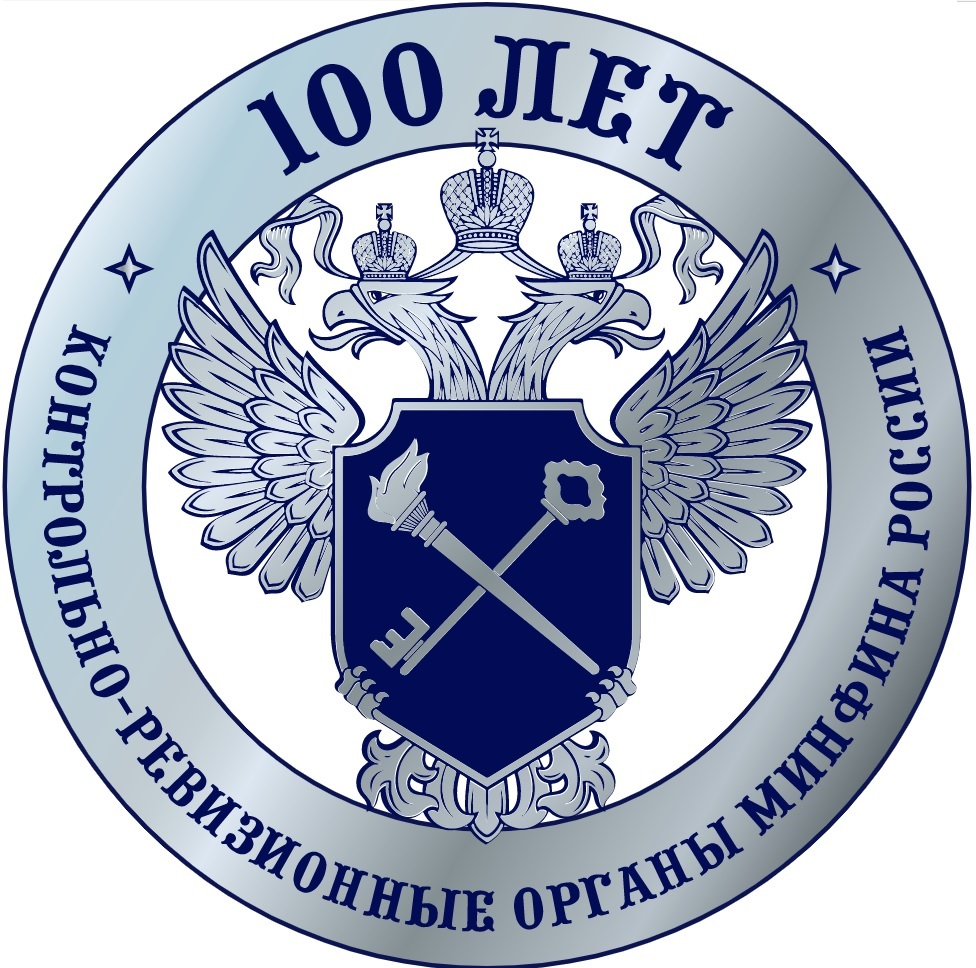 100 ЛЕТ
КОНТРОЛЬНО-РЕВИЗИОННЫЕ ОРГАНЫ МИНФИНА РОССИИ